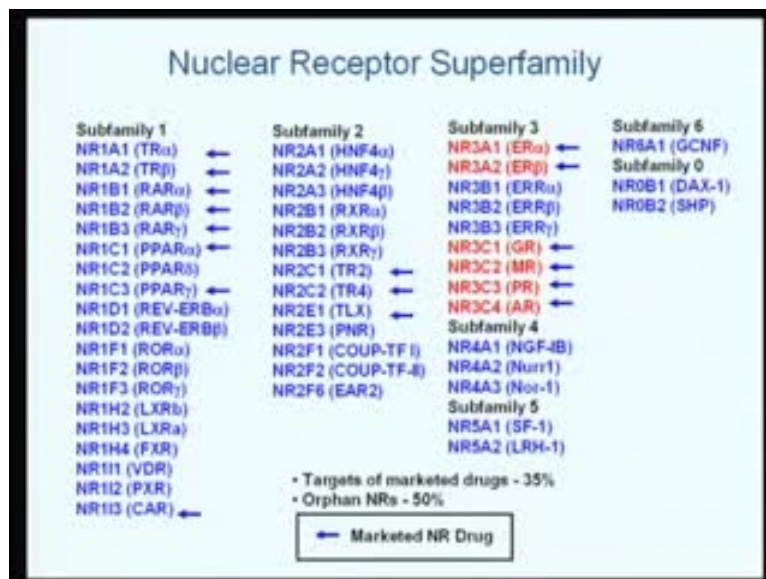 Nuclear Receptor Superfamily
Subfamily 1
NR1A1 (TRα)
NR1A2 (TRβ)
NR1B1 (RARα)
NR1B2 (RARβ)
NR1B3 (RARγ)
NR1C1 (PPARα)
NR1C2 (PPARδ)
NR1C3 (PPARγ)
NR1D1 (REV-ERBα)
NR1D2 (REV-ERBβ)
NR1F1 (RORα)
NR1F2 (RORβ)
NR1F3 (RORγ)
NR1H2 (LXRb)
NR1H3 (LXRa)
NR1H4 (FXR)
NR1I1 (VDR)
NR1I2 (PXR)
NR1I3 (CAR)
Subfamily 2
NR2A1 (HNF4α)
NR2A2 (HNF4γ)
NR2A3 (HNF4β)
NR2B1 (RXRα)
NR2B2 (RXRβ)
NR2B3 (RXRγ)
NR2C1 (TR2)
NR2C2 (TR4)
NR2E1 (TLX)
NR2E3 (PNR)
NR2F1 (COUP-TF I)
NR2F2 (COUP-TF-II)
NR2F6 (EAR2)
Subfamily 3
NR3A1 (ERα)
NR3A2 (ERβ)
NR3B1 (ERRα)
NR3B2 (ERRβ)
NR3B3 (ERRγ)
NR3C1 (GR)
NR3C2 (MR)
NR3C3 (PR)
NR3C4 (AR)
Subfamily 4
NR4A1 (NGF-IB)
NR4A2 (Nurr1)
NR4A3 (Nor-1)
Subfamily 5
NR5A1 (SF-1)
NR5A2 (LRH-1)
Subfamily 6
NR6A1 (GCNF)
Subfamily 0
NR0B1 (DAX-1)
NR0B2 (SHP)
• Targets of marketed drugs - 35%
• Orphan NRs - 50%
Marketed NR Drug